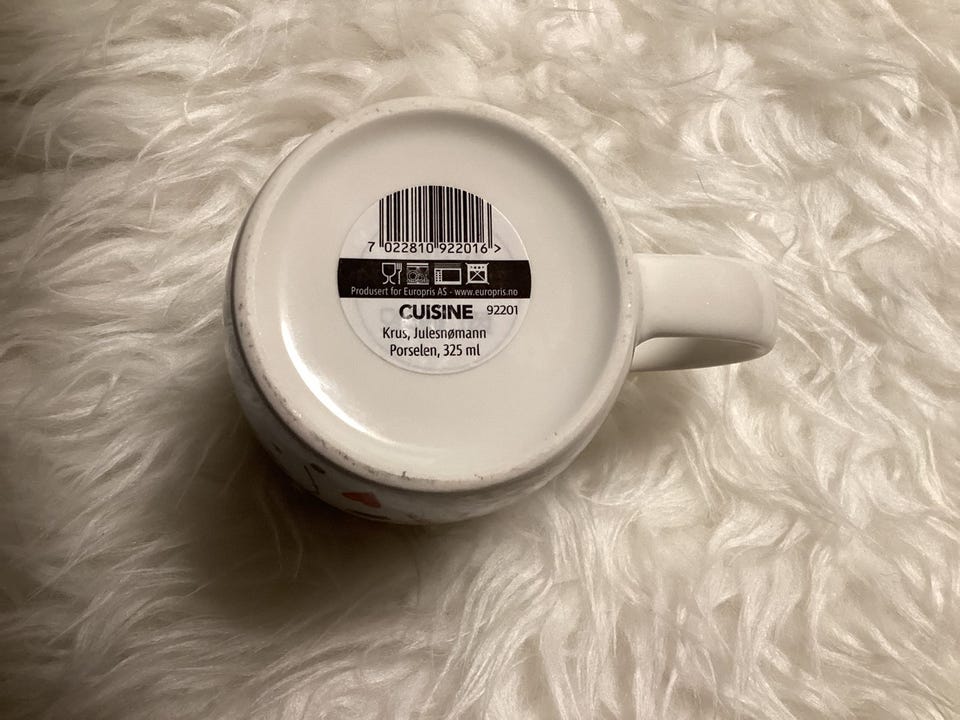 7 022810 922016 >
Produsert for Europris AS - www.europris.no
CUISINE 92201
Krus, Julesnømann
Porselen, 325 ml